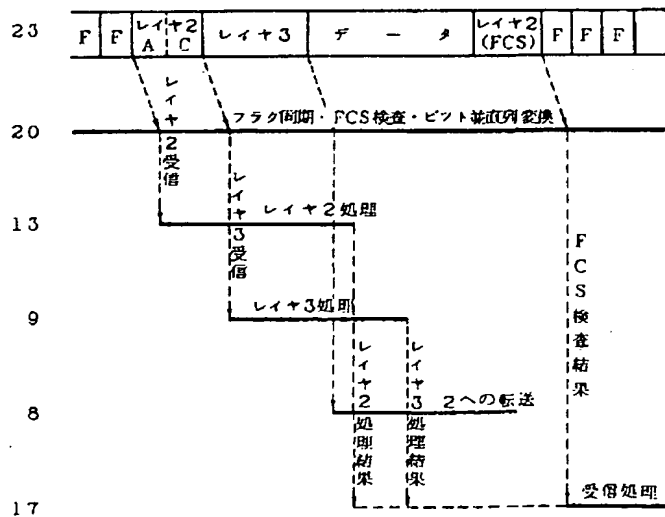 23
F F レイヤ2 A C レイヤ3 データ レイヤ2 (FCS) F F F
20
フラグ同期・FCS検査・ビット並直列変換
レイヤ2受信
13
レイヤ2処理
レイヤ3受信
9
レイヤ3処理
FCS検査結果
8
2への転送
レイヤ2処理結果
レイヤ3処理結果
17
受信処理